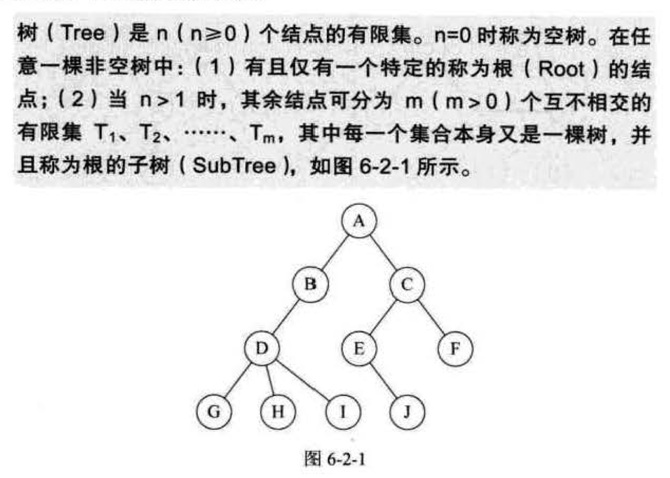 树（Tree）是 n（n≥0）个结点的有限集。n=0 时称为空树。在任
意一棵非空树中：（1）有且仅有一个特定的称为根（Root）的结
点；（2）当 n>1 时，其余结点可分为 m（m>0）个互不相交的
有限集 T₁、T₂、……、Tₘ，其中每一个集合本身又是一棵树，并
且称为根的子树（SubTree），如图 6-2-1 所示。
A
B
C
D
E
F
G
H
I
J
图 6-2-1